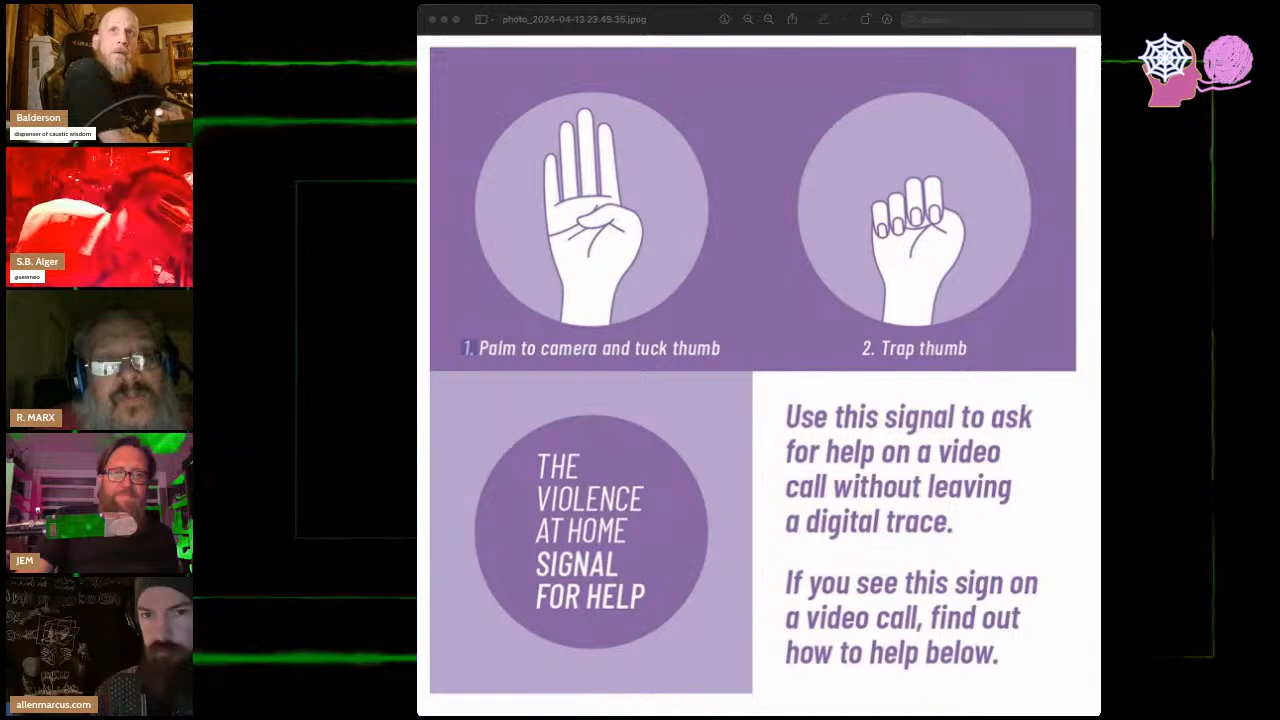 Balderson
dispenser of caustic wisdom
S.B. Alger
R. MARX
JEM
allenmarcus.com
photo_2024-04-13 23.49.35.jpeg
1. Palm to camera and tuck thumb
2. Trap thumb
THE
VIOLENCE
AT HOME
SIGNAL
FOR HELP
Use this signal to ask
for help on a video
call without leaving
a digital trace.
If you see this sign on
a video call, find out
how to help below.